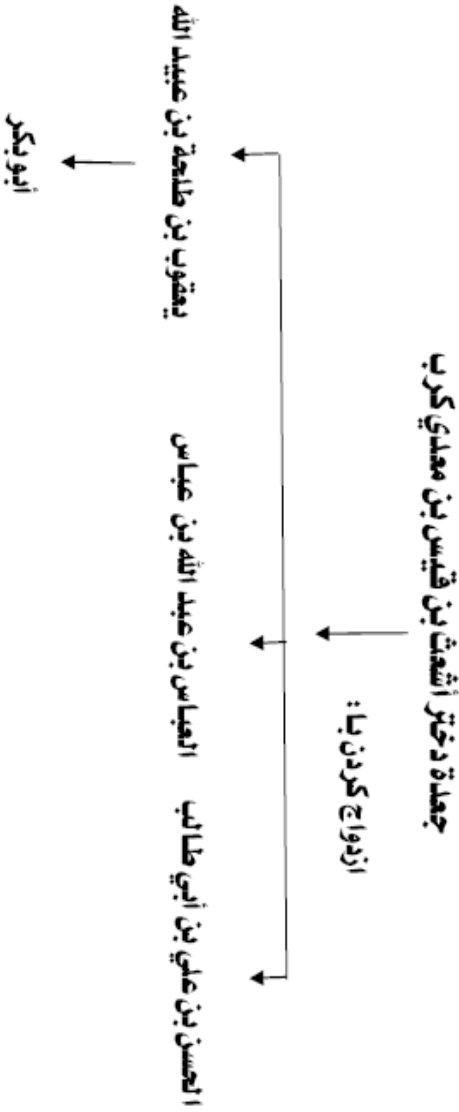 جعدة دختر أشعث بن قيس بن معدي كرب
ازدواج كردن با :
الحسن بن علي بن أبي طالب
العباس بن عبد الله بن عباس
يعقوب بن طلحة بن عبيد الله
أبو بكر